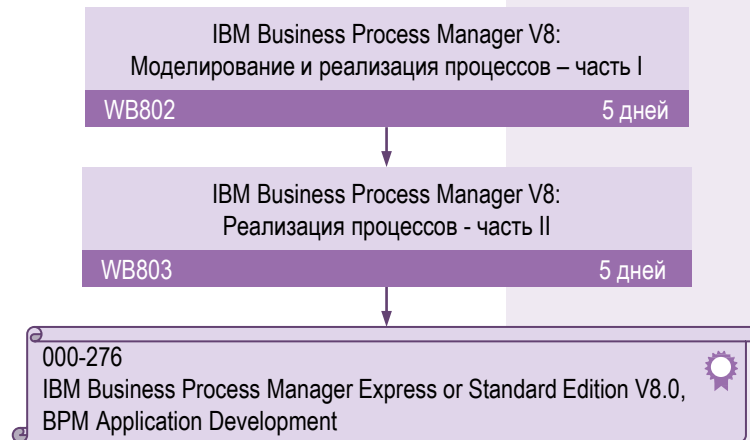 IBM Business Process Manager V8:
Моделирование и реализация процессов – часть I
WB802 5 дней
IBM Business Process Manager V8:
Реализация процессов - часть II
WB803 5 дней
000-276
IBM Business Process Manager Express or Standard Edition V8.0,
BPM Application Development